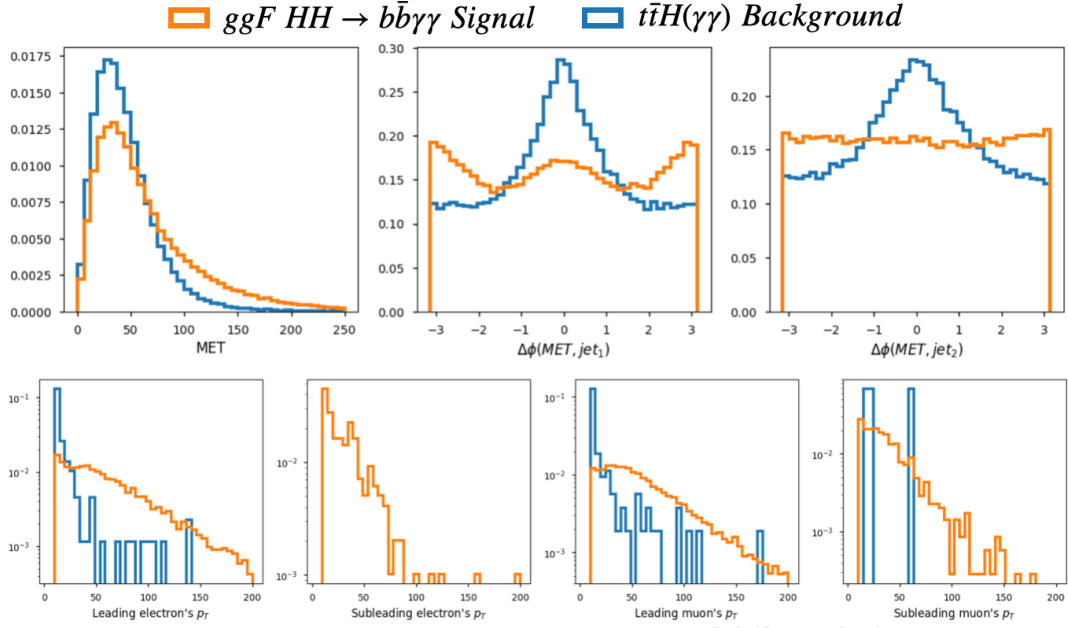 ggF HH → bb̄γγ Signal tt̄H(γγ) Background
0.0175
0.0150
0.0125
0.0100
0.0075
0.0050
0.0025
0.0000
0 50 100 150 200 250
MET
0.30
0.25
0.20
0.15
0.10
0.05
0.00
−3 −2 −1 0 1 2 3
Δϕ(MET, jet₁)
0.20
0.15
0.10
0.05
0.00
−3 −2 −1 0 1 2 3
Δϕ(MET, jet₂)
10⁻¹
10⁻²
10⁻³
0 50 100 150 200
Leading electron's p_T
10⁻²
10⁻³
0 50 100 150 200
Subleading electron's p_T
10⁻¹
10⁻²
10⁻³
0 50 100 150 200
Leading muon's p_T
10⁻²
10⁻³
0 50 100 150 200
Subleading muon's p_T